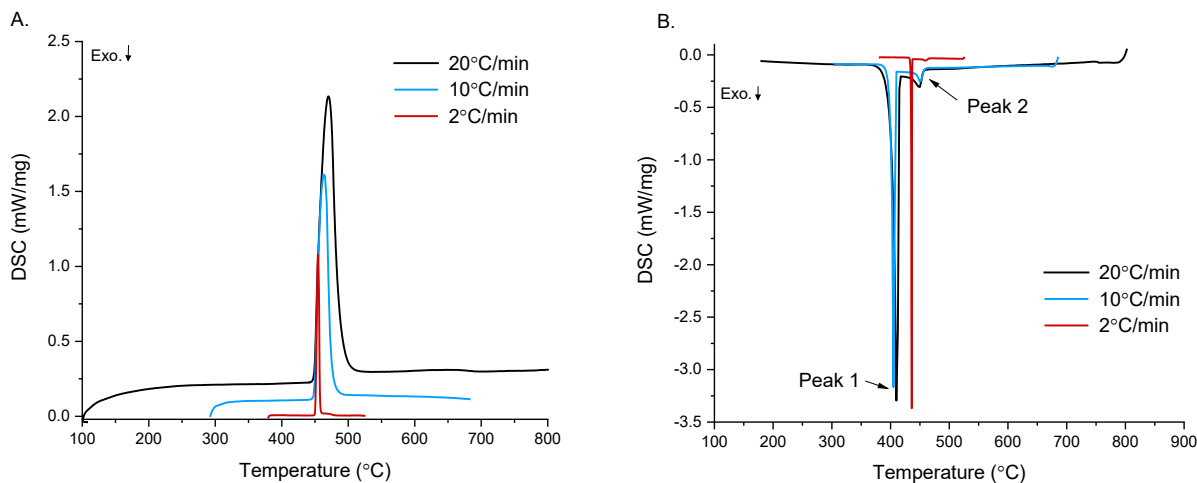 A.
Exo. ↓
20°C/min
10°C/min
2°C/min
2.5
2.0
1.5
1.0
0.5
0.0
DSC (mW/mg)
100 200 300 400 500 600 700 800
Temperature (°C)
B.
0.0
-0.5
-1.0
-1.5
-2.0
-2.5
-3.0
-3.5
Exo. ↓
DSC (mW/mg)
Peak 2
20°C/min
10°C/min
2°C/min
Peak 1
100 200 300 400 500 600 700 800 900
Temperature (°C)